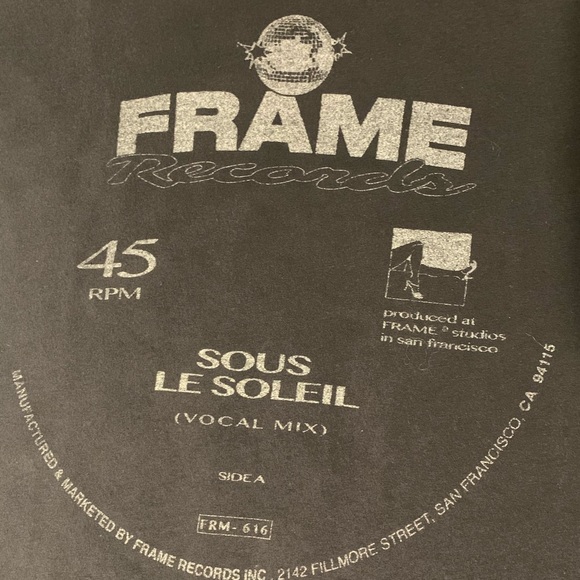 FRAME
Records
45
RPM
produced at
FRAME ² studios
in san francisco
SOUS
LE SOLEIL
(VOCAL MIX)
SIDE A
FRM-616
MANUFACTURED & MARKETED BY FRAME RECORDS INC. 2142 FILLMORE STREET, SAN FRANCISCO, CA 94115